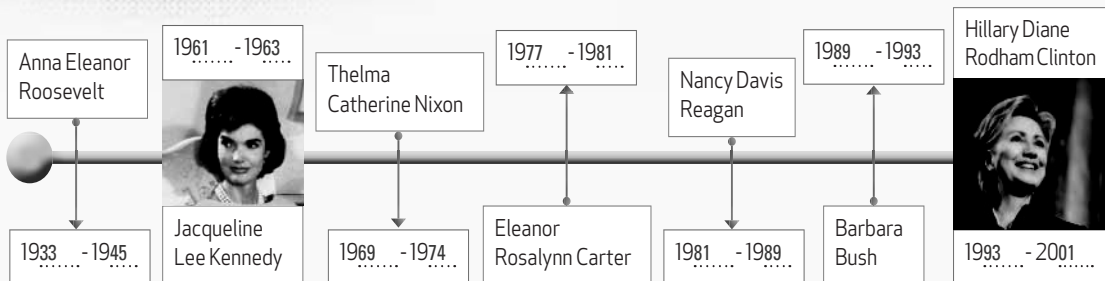 Anna Eleanor
Roosevelt
1933 - 1945
1961 - 1963
Jacqueline
Lee Kennedy
Thelma
Catherine Nixon
1969 - 1974
1977 - 1981
Eleanor
Rosalynn Carter
Nancy Davis
Reagan
1981 - 1989
1989 - 1993
Barbara
Bush
Hillary Diane
Rodham Clinton
1993 - 2001